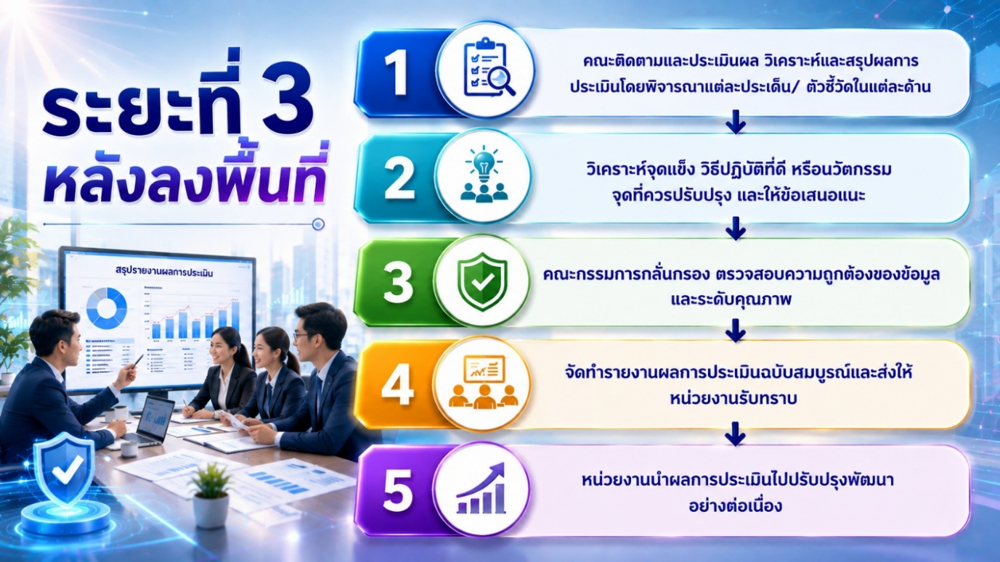 ระยะที่ 3
หลังลงพื้นที่
สรุปรายงานผลการประเมิน
1
คณะติดตามและประเมินผล วิเคราะห์และสรุปผลการ
ประเมินโดยพิจารณาแต่ละประเด็น/ ตัวชี้วัดในแต่ละด้าน
2
วิเคราะห์จุดแข็ง วิธีปฏิบัติที่ดี หรือนวัตกรรม
จุดที่ควรปรับปรุง และให้ข้อเสนอแนะ
3
คณะกรรมการกลั่นกรอง ตรวจสอบความถูกต้องของข้อมูล
และระดับคุณภาพ
4
จัดทำรายงานผลการประเมินฉบับสมบูรณ์และส่งให้
หน่วยงานรับทราบ
5
หน่วยงานนำผลการประเมินไปปรับปรุงพัฒนา
อย่างต่อเนื่อง